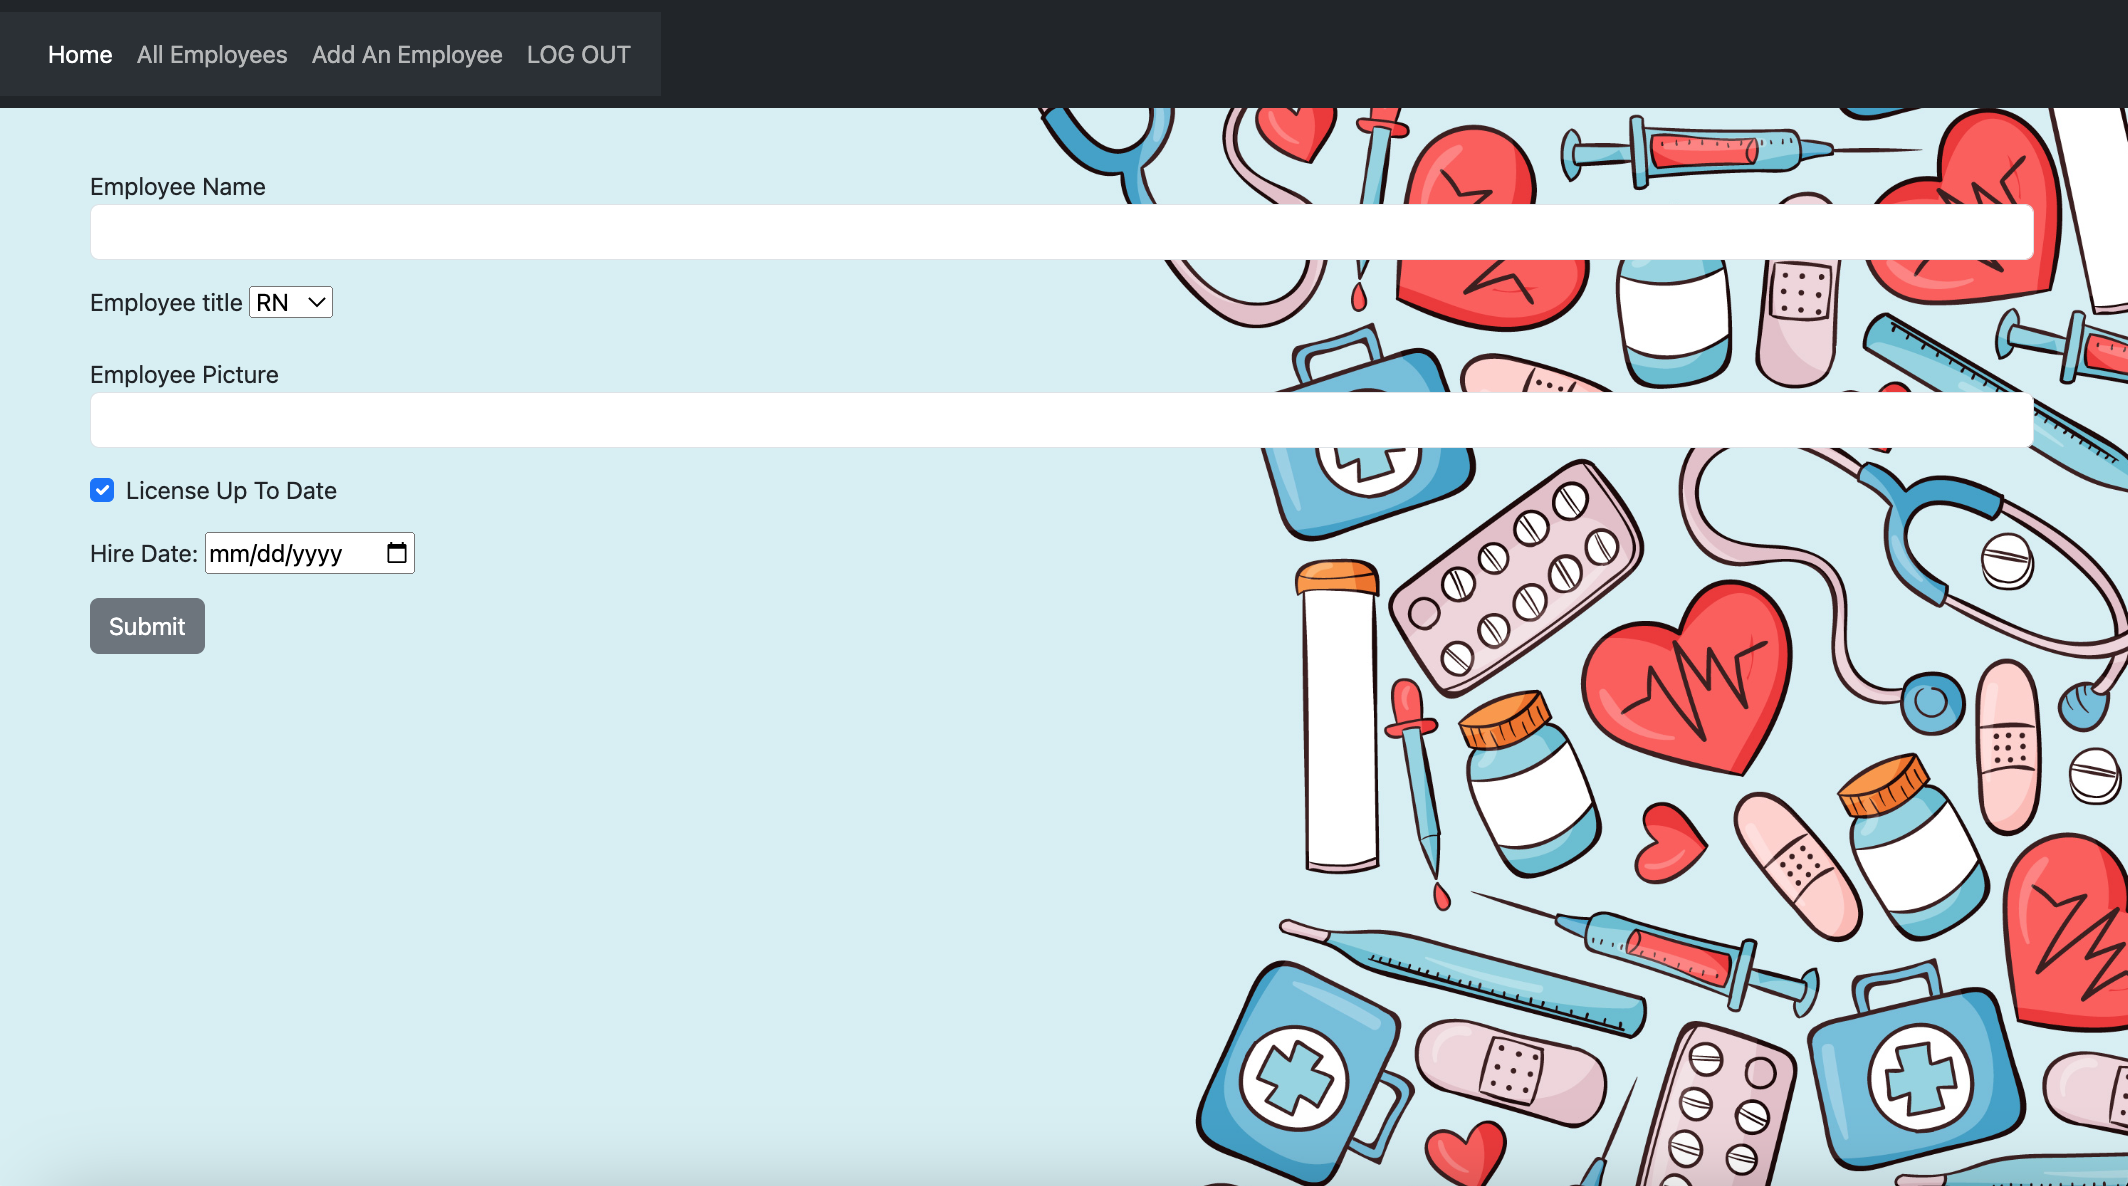 Home All Employees Add An Employee LOG OUT
Employee Name
Employee title RN
Employee Picture
License Up To Date
Hire Date: mm/dd/yyyy
Submit